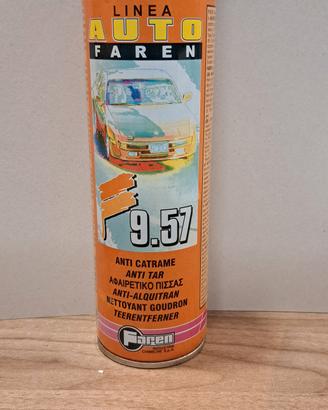 LINEA
AUTO
FAREN
9.57
ANTI CATRAME
ANTI TAR
ΑΦΑΙΡΕΤΙΚΟ ΠΙΣΣΑΣ
ANTI-ALQUITRAN
NETTOYANT GOUDRON
TEERENTFERNER
Faren